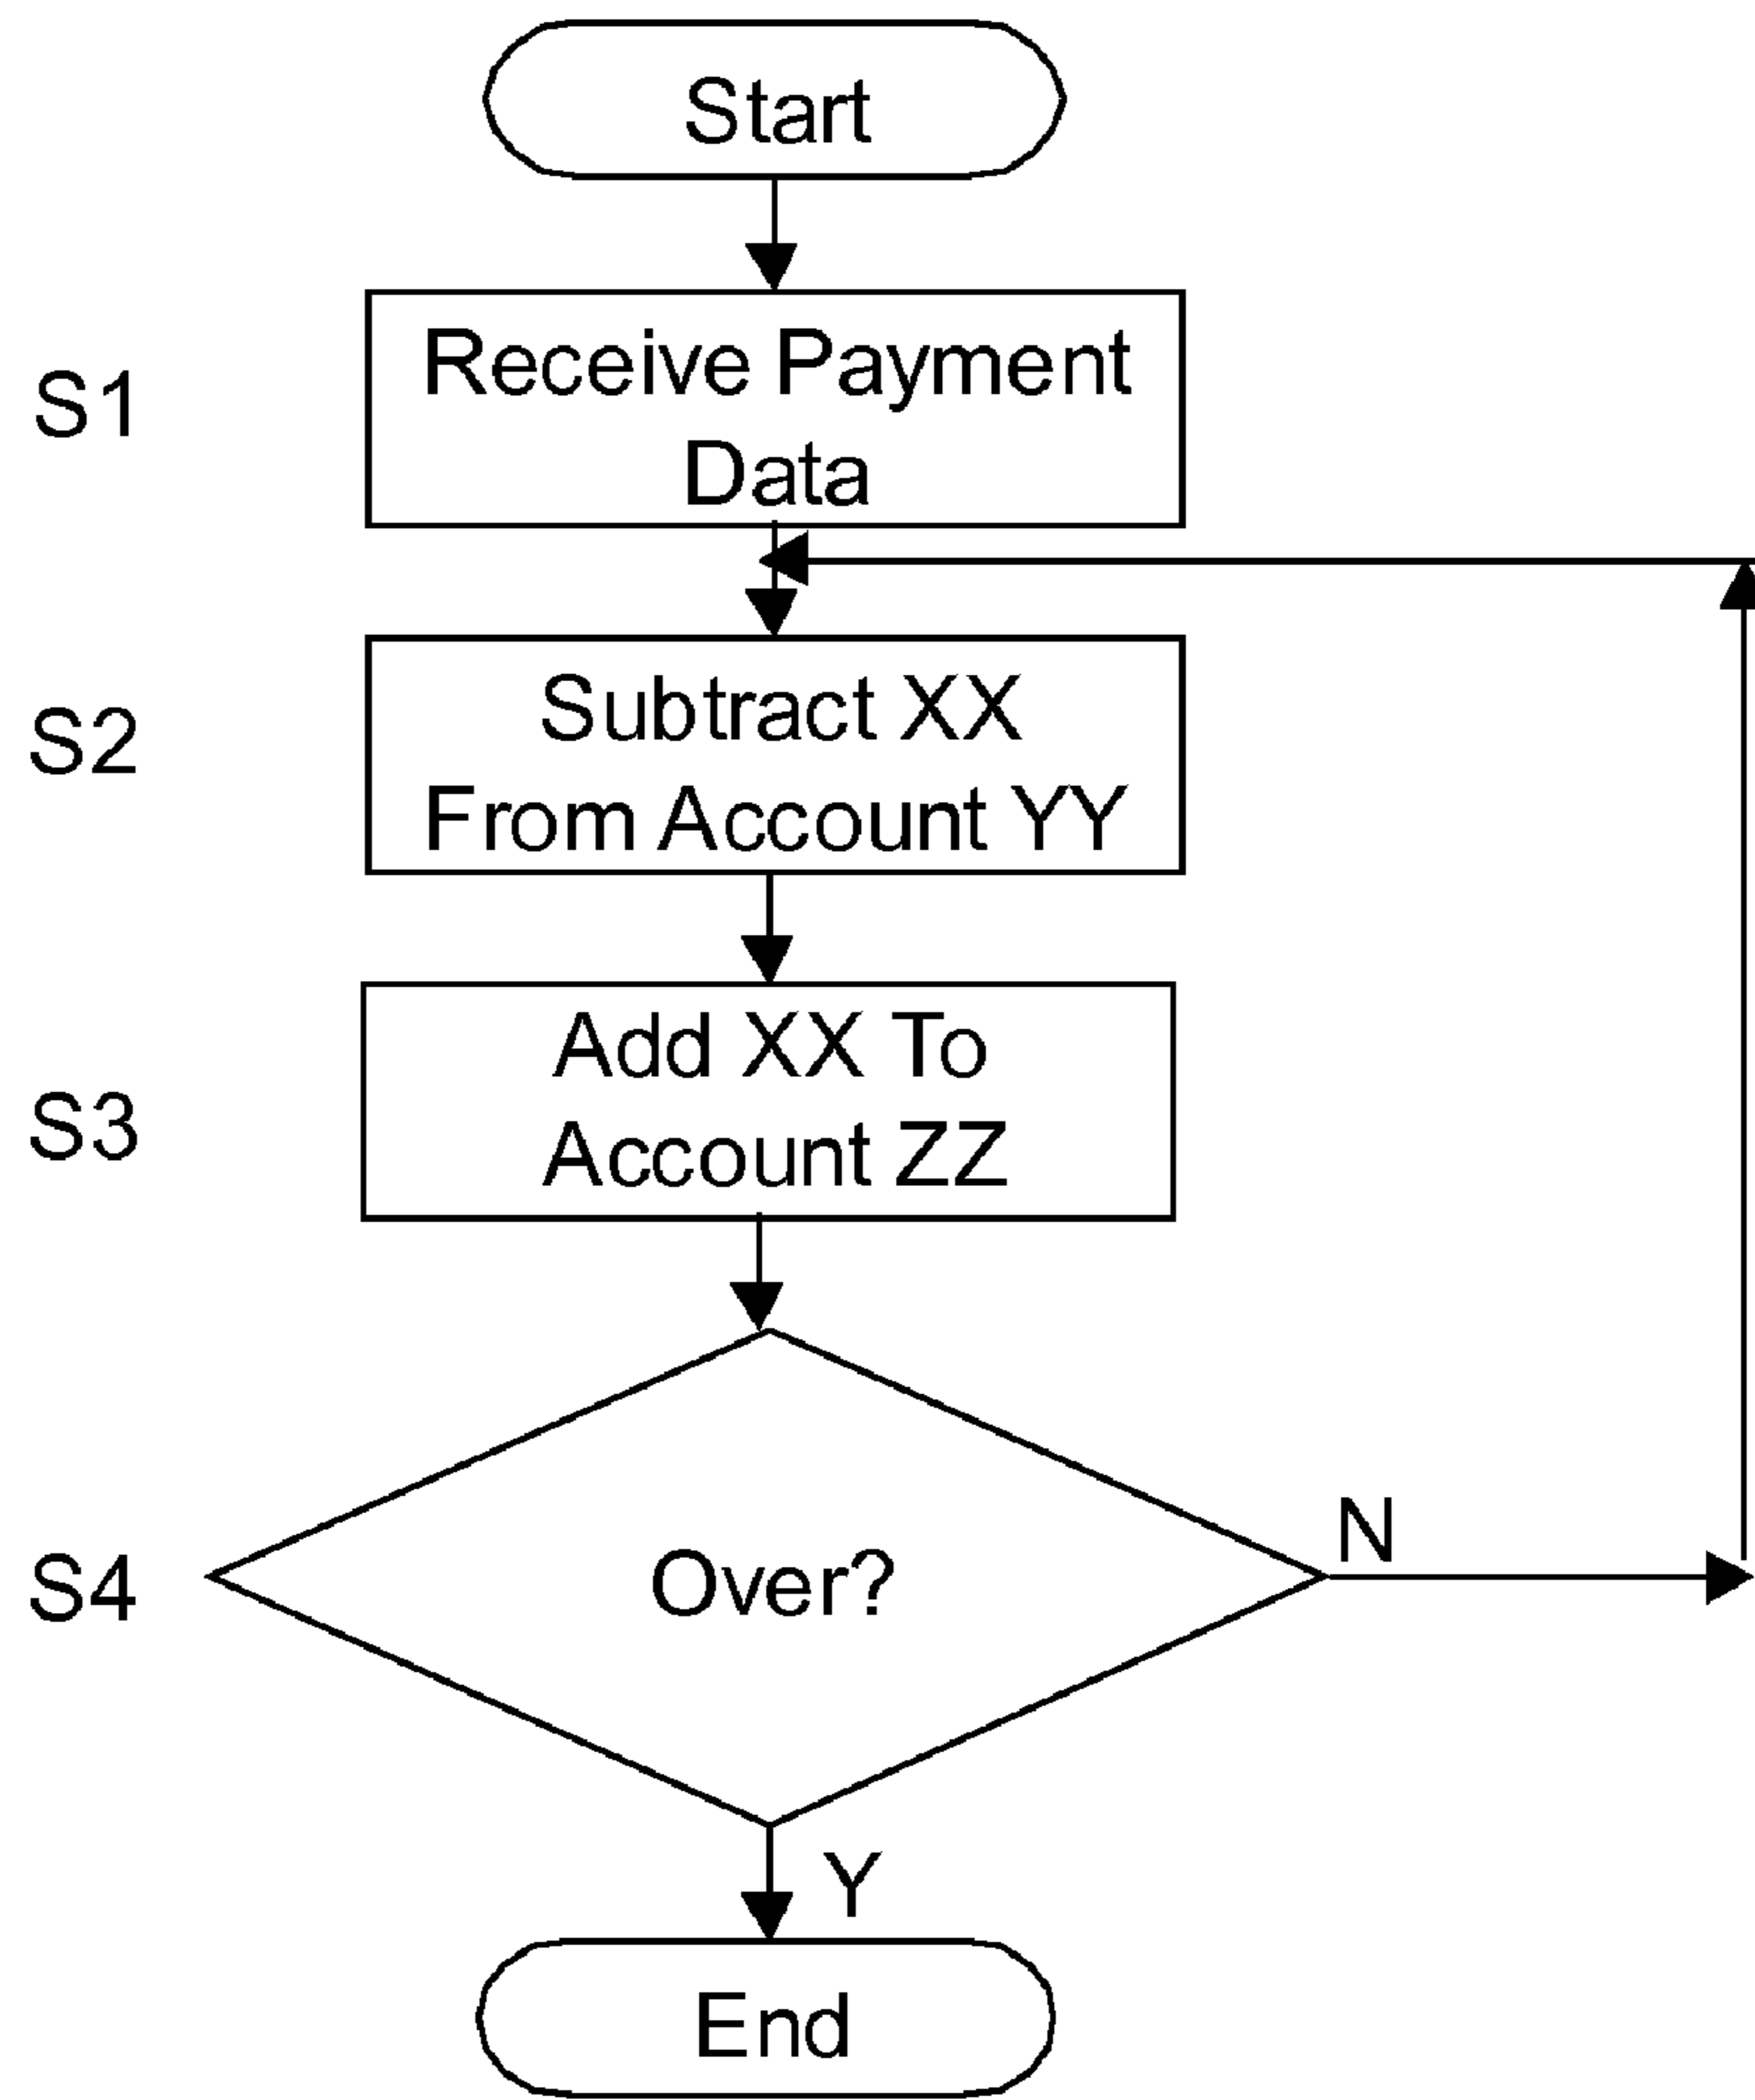 Start
S1
Receive Payment
Data
S2
Subtract XX
From Account YY
S3
Add XX To
Account ZZ
S4
Over?
N
Y
End